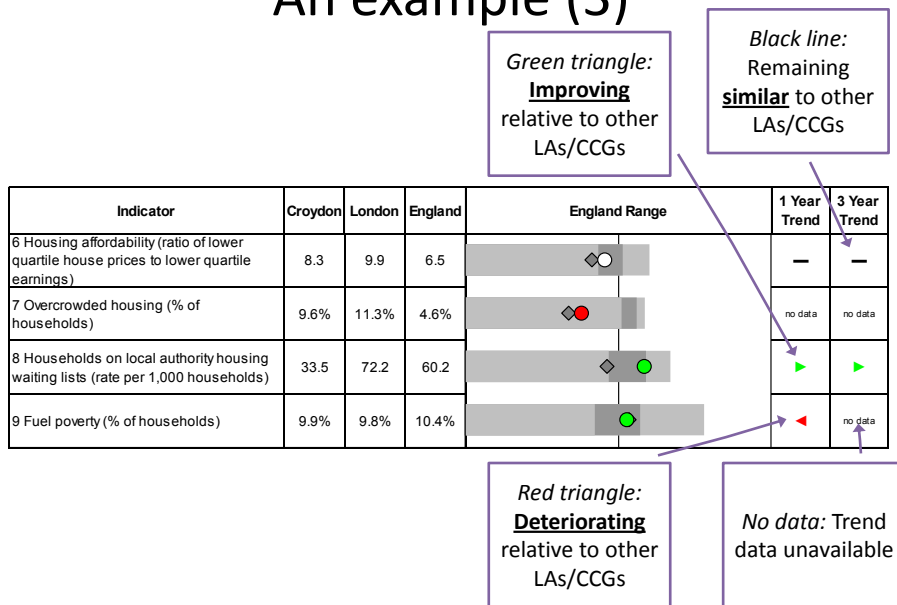 An example (3)
Green triangle:
Improving
relative to other
LAs/CCGs
Black line:
Remaining
similar to other
LAs/CCGs
Indicator Croydon London England England Range 1 Year Trend 3 Year Trend
6 Housing affordability (ratio of lower
quartile house prices to lower quartile
earnings)
8.3 9.9 6.5
7 Overcrowded housing (% of
households)
9.6% 11.3% 4.6% no data no data
8 Households on local authority housing
waiting lists (rate per 1,000 households)
33.5 72.2 60.2
9 Fuel poverty (% of households) 9.9% 9.8% 10.4% no data
Red triangle:
Deteriorating
relative to other
LAs/CCGs
No data: Trend
data unavailable